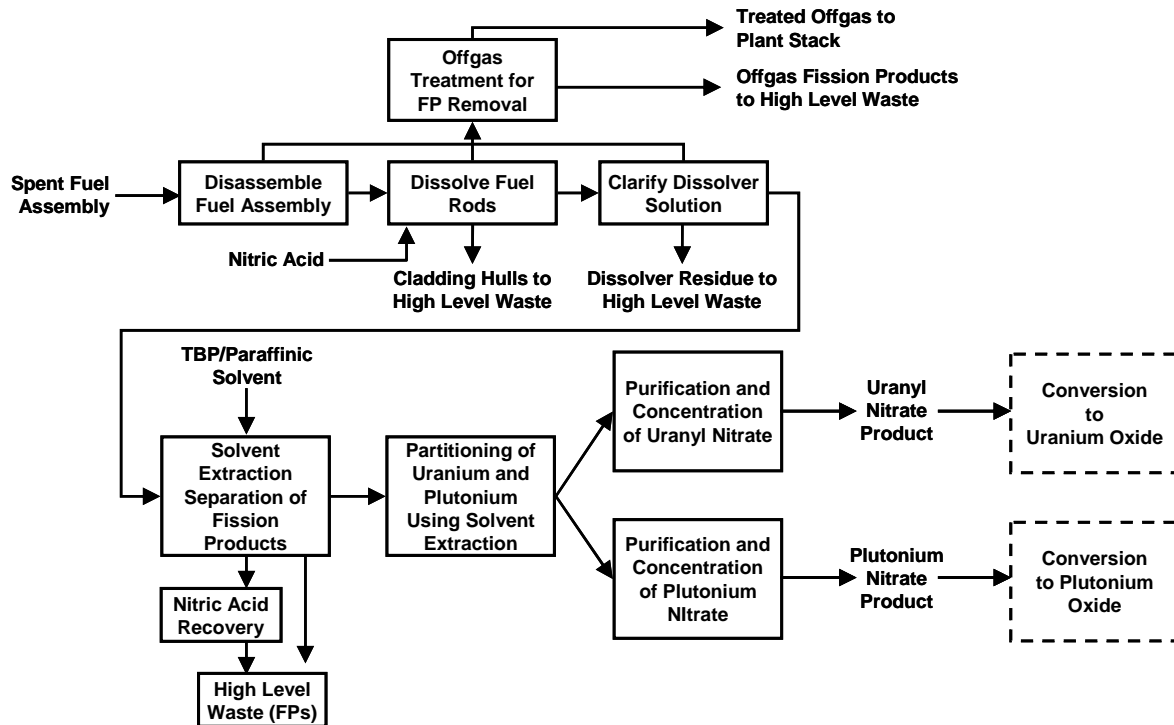 Treated Offgas to
Plant Stack
Offgas
Treatment for
FP Removal
Offgas Fission Products
to High Level Waste
Spent Fuel
Assembly
Disassemble
Fuel Assembly
Dissolve Fuel
Rods
Clarify Dissolver
Solution
Nitric Acid
Cladding Hulls to
High Level Waste
Dissolver Residue to
High Level Waste
TBP/Paraffinic
Solvent
Solvent
Extraction
Separation of
Fission
Products
Partitioning of
Uranium and
Plutonium
Using Solvent
Extraction
Purification and
Concentration
of Uranyl Nitrate
Uranyl
Nitrate
Product
Conversion
to
Uranium Oxide
Purification and
Concentration
of Plutonium
NItrate
Plutonium
Nitrate
Product
Conversion
to Plutonium
Oxide
Nitric Acid
Recovery
High Level
Waste (FPs)